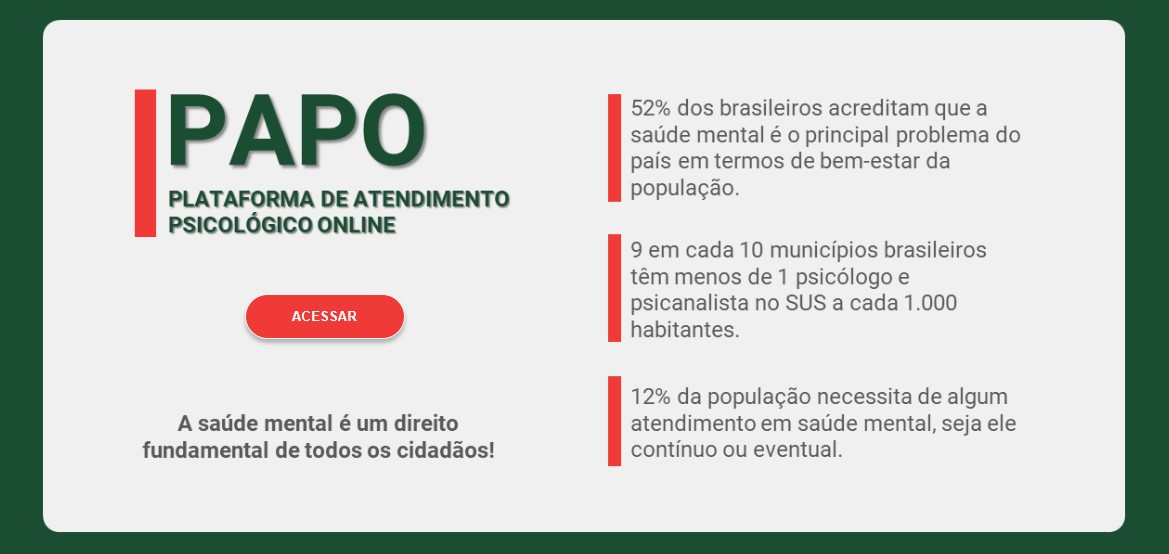 PAPO
PLATAFORMA DE ATENDIMENTO
PSICOLÓGICO ONLINE
ACESSAR
A saúde mental é um direito
fundamental de todos os cidadãos!
52% dos brasileiros acreditam que a
saúde mental é o principal problema do
país em termos de bem-estar da
população.
9 em cada 10 municípios brasileiros
têm menos de 1 psicólogo e
psicanalista no SUS a cada 1.000
habitantes.
12% da população necessita de algum
atendimento em saúde mental, seja ele
contínuo ou eventual.